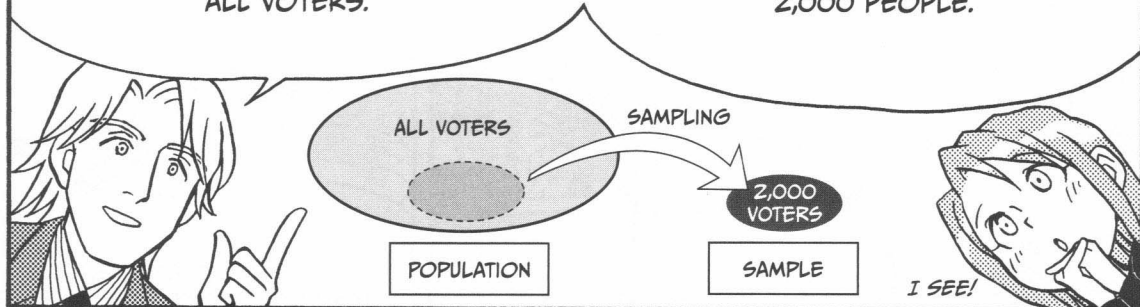 ALL VOTERS.
2,000 PEOPLE.
ALL VOTERS
SAMPLING
2,000
VOTERS
POPULATION
SAMPLE
I SEE!